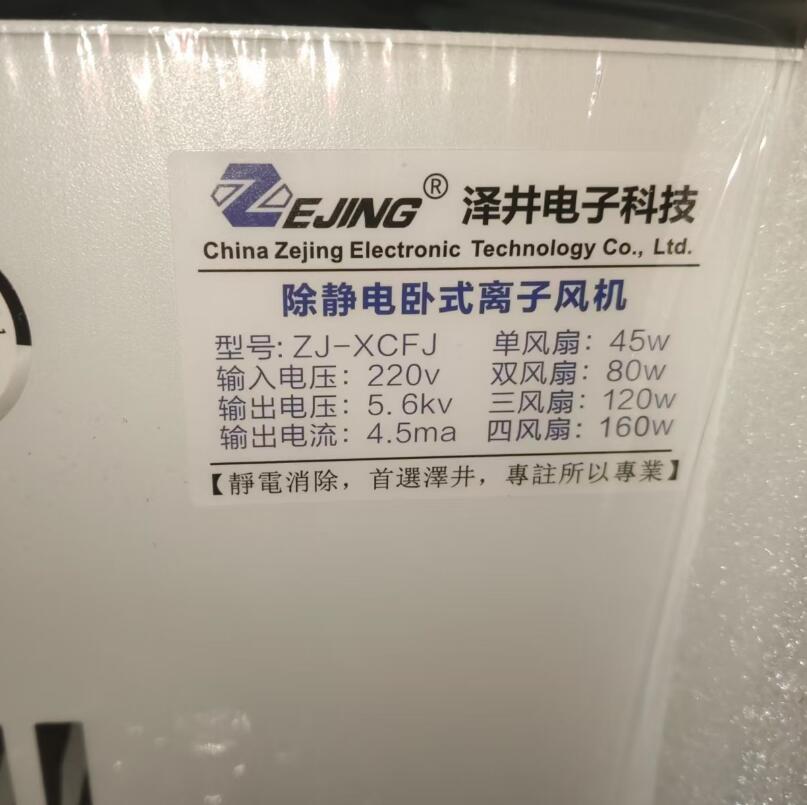 ZEJING® 泽井电子科技
China Zejing Electronic Technology Co., Ltd.
除静电卧式离子风机
型号: ZJ-XCFJ 单风扇: 45w
输入电压: 220v 双风扇: 80w
输出电压: 5.6kv 三风扇: 120w
输出电流: 4.5ma 四风扇: 160w
【靜電消除，首選澤井，專註所以專業】